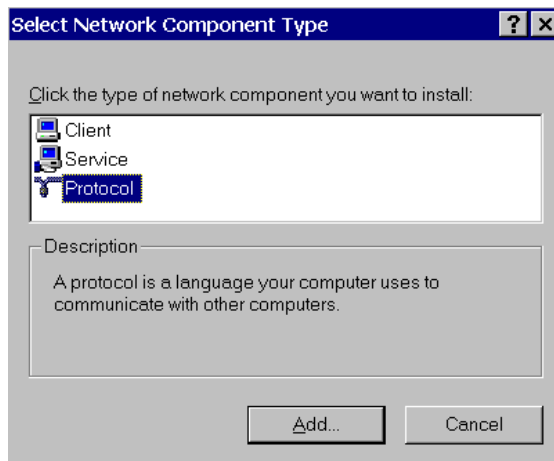 Select Network Component Type
Click the type of network component you want to install:
Client
Service
Protocol
Description
A protocol is a language your computer uses to
communicate with other computers.
Add... Cancel